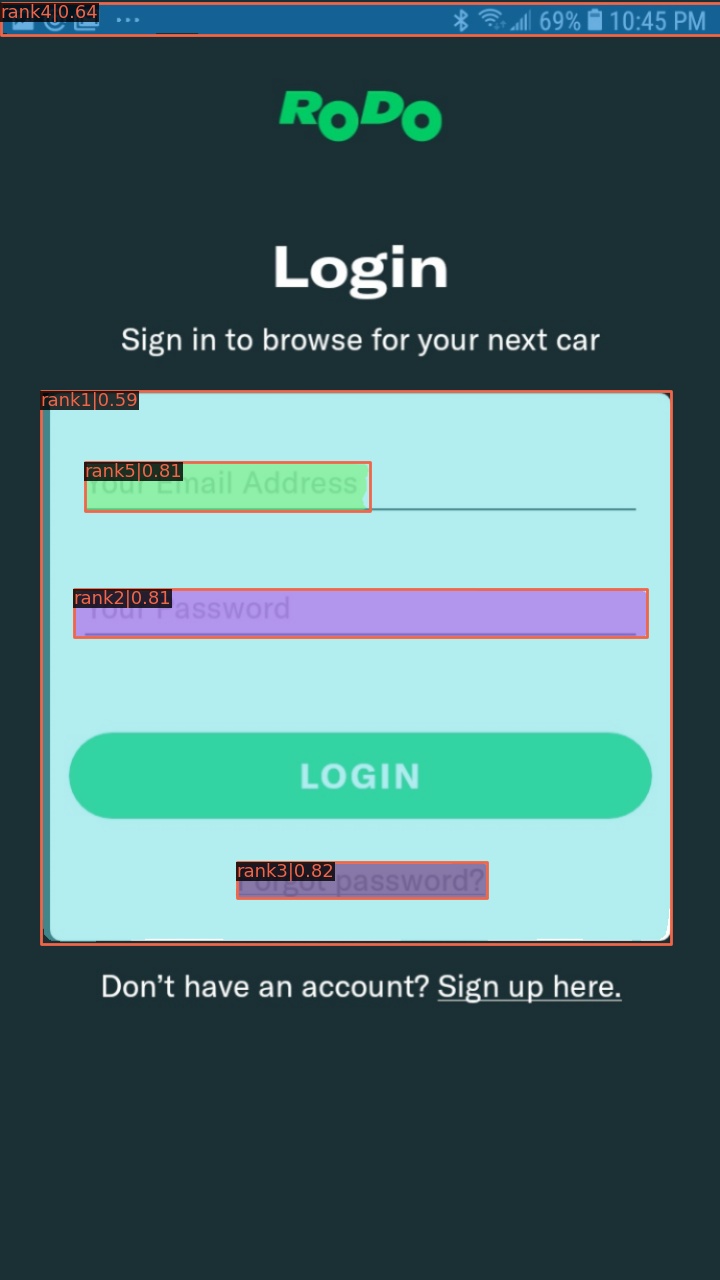 rank4|0.64
69% 10:45 PM
RODO
Login
Sign in to browse for your next car
rank1|0.59
rank5|0.81
Your Email Address
rank2|0.81
Your Password
LOGIN
rank3|0.82
Forgot password?
Don’t have an account? Sign up here.